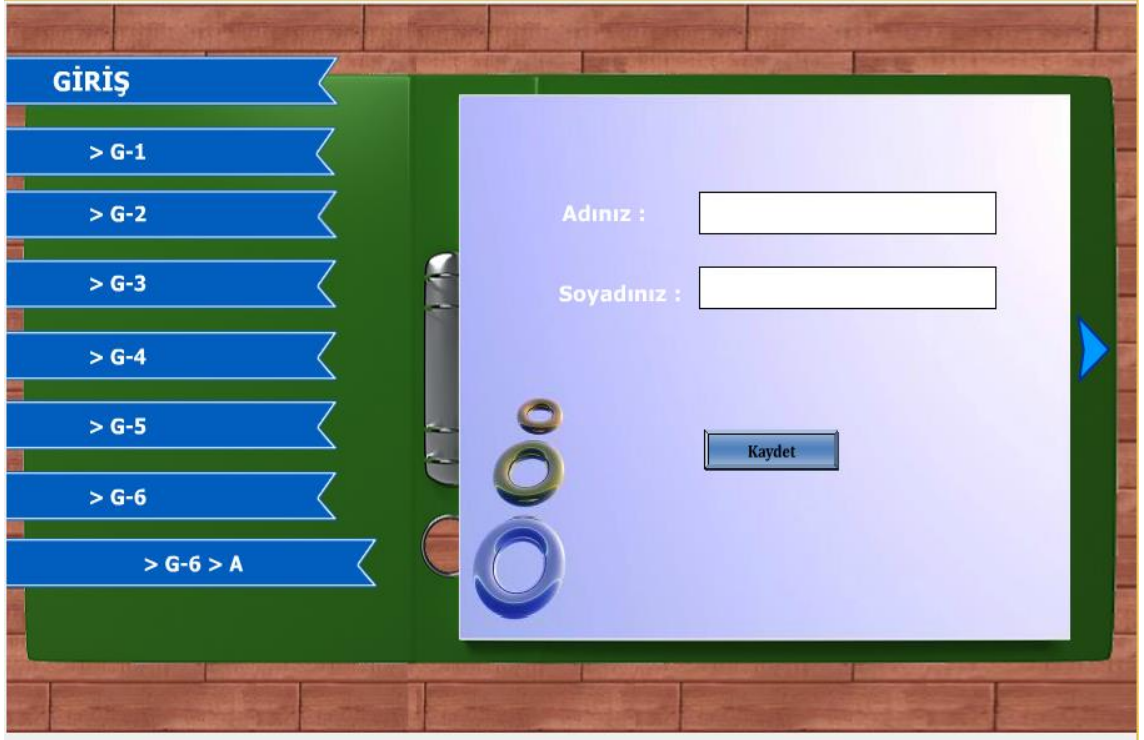 GİRİŞ
> G-1
> G-2
> G-3
> G-4
> G-5
> G-6
> G-6 > A
Adınız :
Soyadınız :
Kaydet